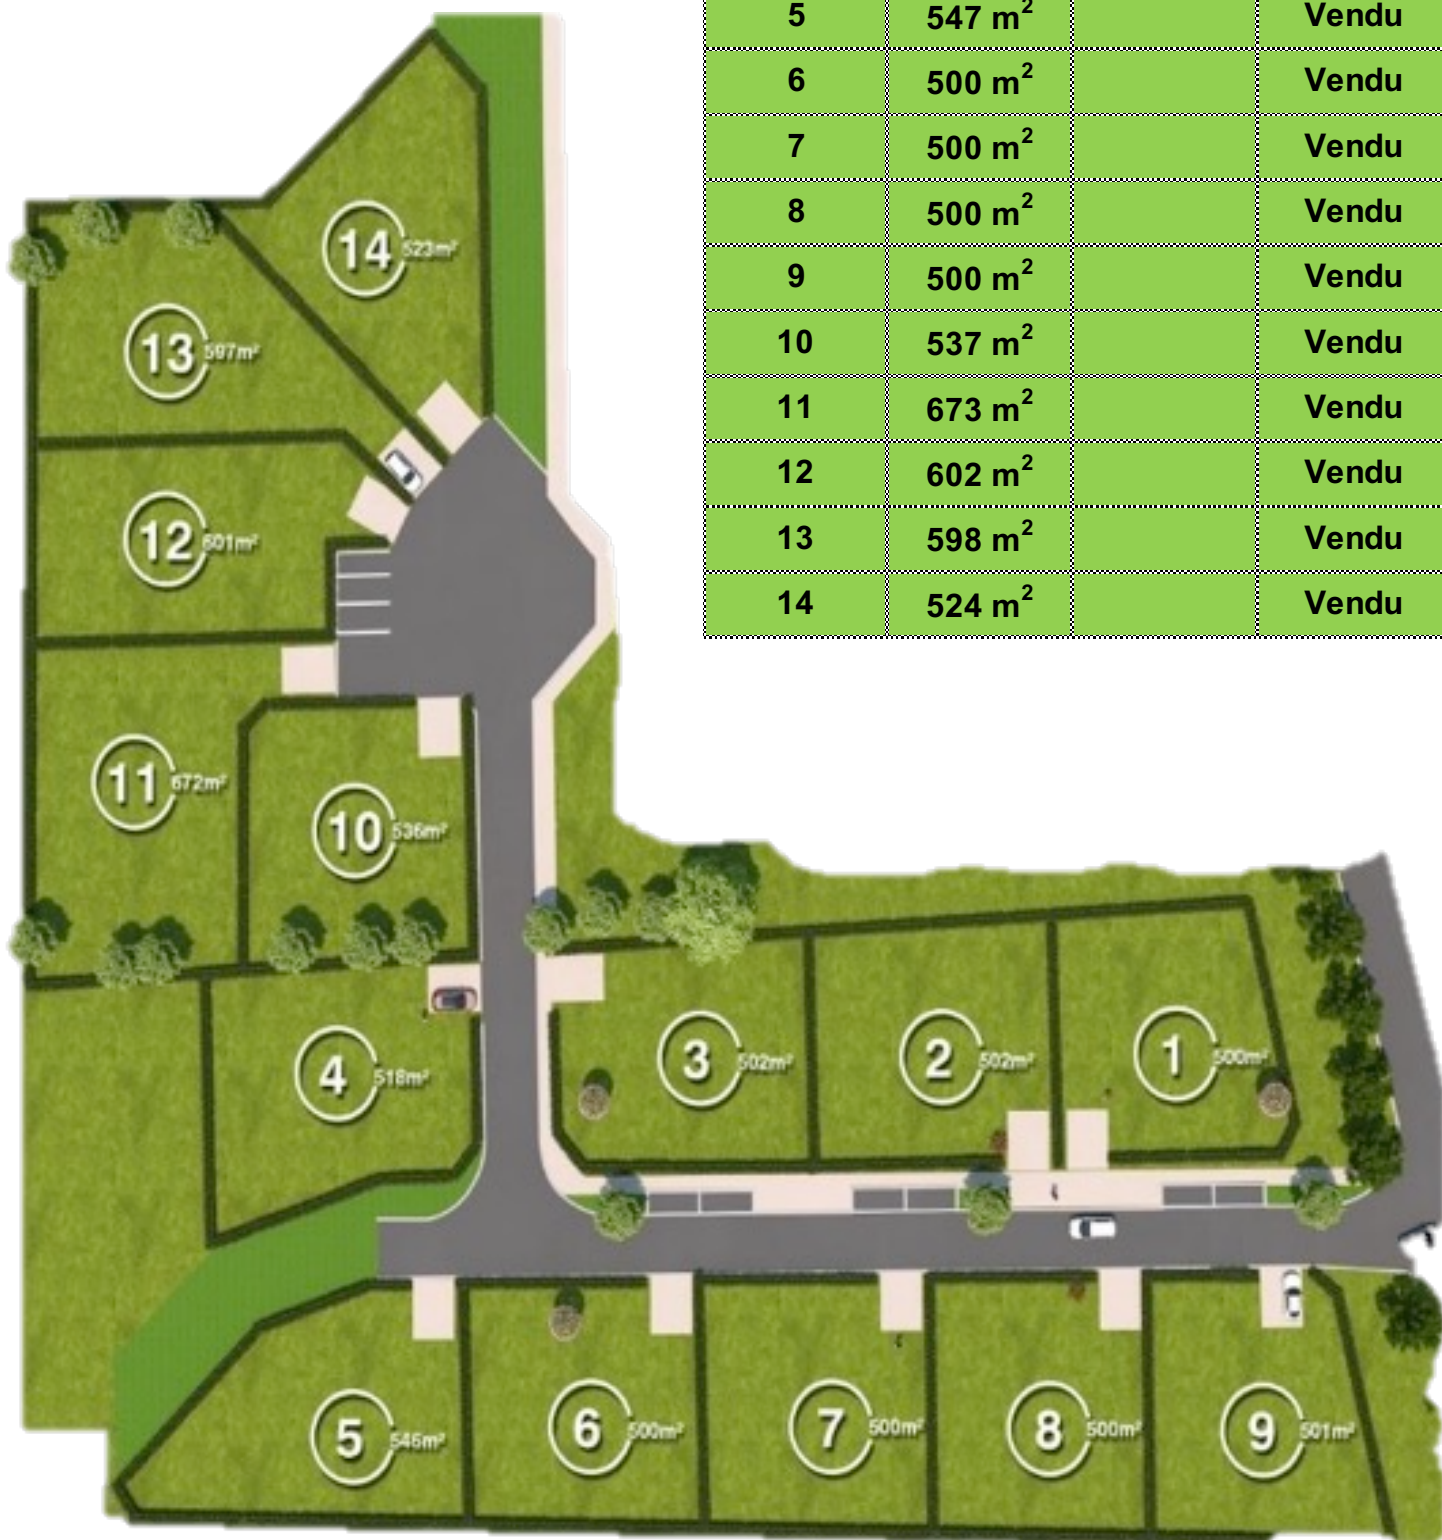 5 547 m² Vendu
6 500 m² Vendu
7 500 m² Vendu
8 500 m² Vendu
9 500 m² Vendu
10 537 m² Vendu
11 673 m² Vendu
12 602 m² Vendu
13 598 m² Vendu
14 524 m² Vendu
14 523m²
13 597m²
12 601m²
11 672m²
10 536m²
4 518m²
3 502m²
2 502m²
1 500m²
5 546m²
6 500m²
7 500m²
8 500m²
9 501m²